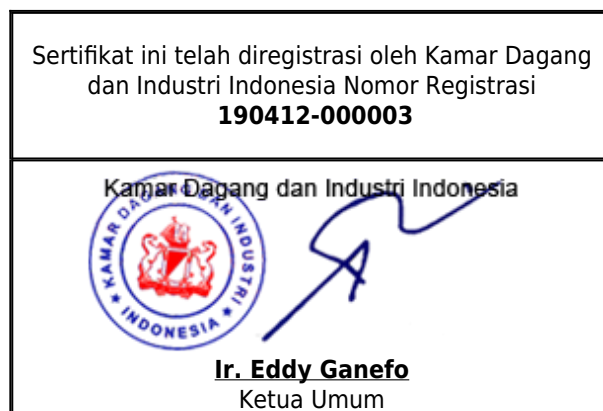 Sertifikat ini telah diregistrasi oleh Kamar Dagang
dan Industri Indonesia Nomor Registrasi
190412-000003
Kamar Dagang dan Industri Indonesia
KAMAR DAGANG DAN INDUSTRI
INDONESIA
Ir. Eddy Ganefo
Ketua Umum